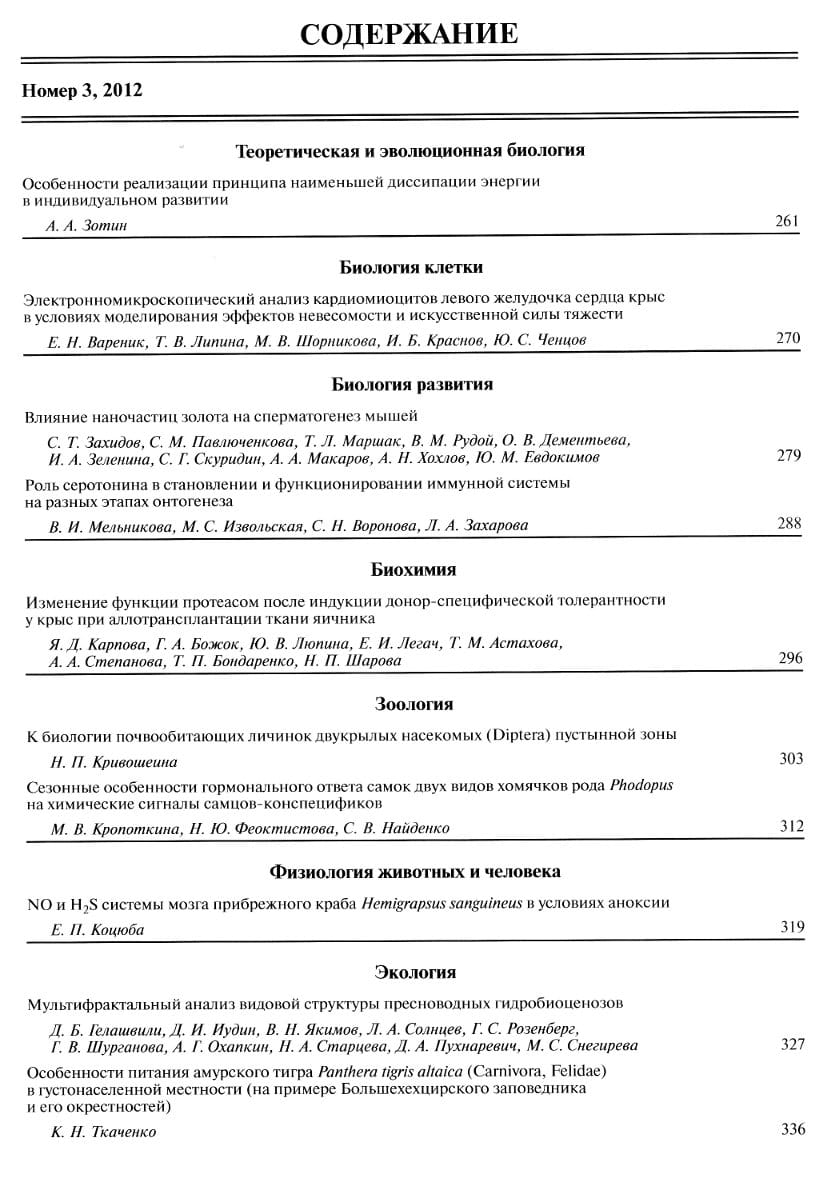 СОДЕРЖАНИЕ
Номер 3, 2012
Теоретическая и эволюционная биология
Особенности реализации принципа наименьшей диссипации энергии
в индивидуальном развитии
А. А. Зотин 261
Биология клетки
Электронномикроскопический анализ кардиомиоцитов левого желудочка сердца крыс
в условиях моделирования эффектов невесомости и искусственной силы тяжести
Е. Н. Вареник, Т. В. Липина, М. В. Шорникова, И. Б. Краснов, Ю. С. Ченцов 270
Биология развития
Влияние наночастиц золота на сперматогенез мышей
С. Т. Захидов, С. М. Павлюченкова, Т. Л. Маршак, В. М. Рудой, О. В. Дементьева,
И. А. Зеленина, С. Г. Скуридин, А. А. Макаров, А. Н. Хохлов, Ю. М. Евдокимов 279
Роль серотонина в становлении и функционировании иммунной системы
на разных этапах онтогенеза
В. И. Мельникова, М. С. Извольская, С. Н. Воронова, Л. А. Захарова 288
Биохимия
Изменение функции протеасом после индукции донор-специфической толерантности
у крыс при аллотрансплантации ткани яичника
Я. Д. Карпова, Г. А. Божок, Ю. В. Люпина, Е. И. Легач, Т. М. Астахова,
А. А. Степанова, Т. П. Бондаренко, Н. П. Шарова 296
Зоология
К биологии почвообитающих личинок двукрылых насекомых (Diptera) пустынной зоны
Н. П. Кривошеина 303
Сезонные особенности гормонального ответа самок двух видов хомячков рода Phodopus
на химические сигналы самцов-конспецификов
М. В. Кропоткина, Н. Ю. Феоктистова, С. В. Найденко 312
Физиология животных и человека
NO и H₂S системы мозга прибрежного краба Hemigrapsus sanguineus в условиях аноксии
Е. П. Коцюба 319
Экология
Мультифрактальный анализ видовой структуры пресноводных гидробиоценозов
Д. Б. Гелашвили, Д. И. Иудин, В. Н. Якимов, Л. А. Солнцев, Г. С. Розенберг,
Г. В. Шурганова, А. Г. Охапкин, Н. А. Старцева, Д. А. Пухнаревич, М. С. Снегирева 327
Особенности питания амурского тигра Panthera tigris altaica (Carnivora, Felidae)
в густонаселенной местности (на примере Большехехцирского заповедника
и его окрестностей)
К. Н. Ткаченко 336